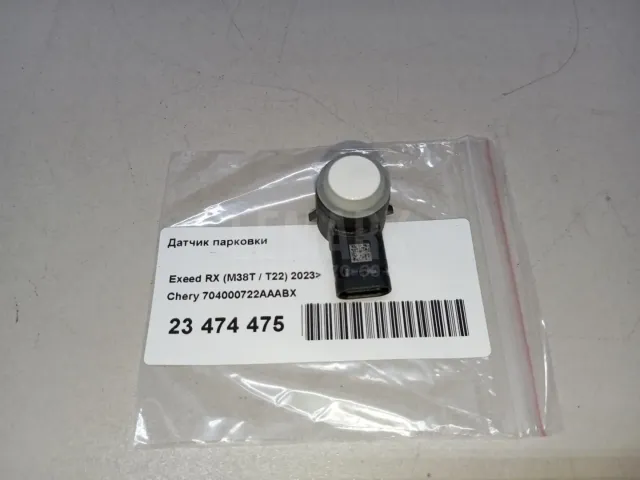 Датчик парковки
Exeed RX (M38T / T22) 2023>
Chery 704000722AAABX
23 474 475